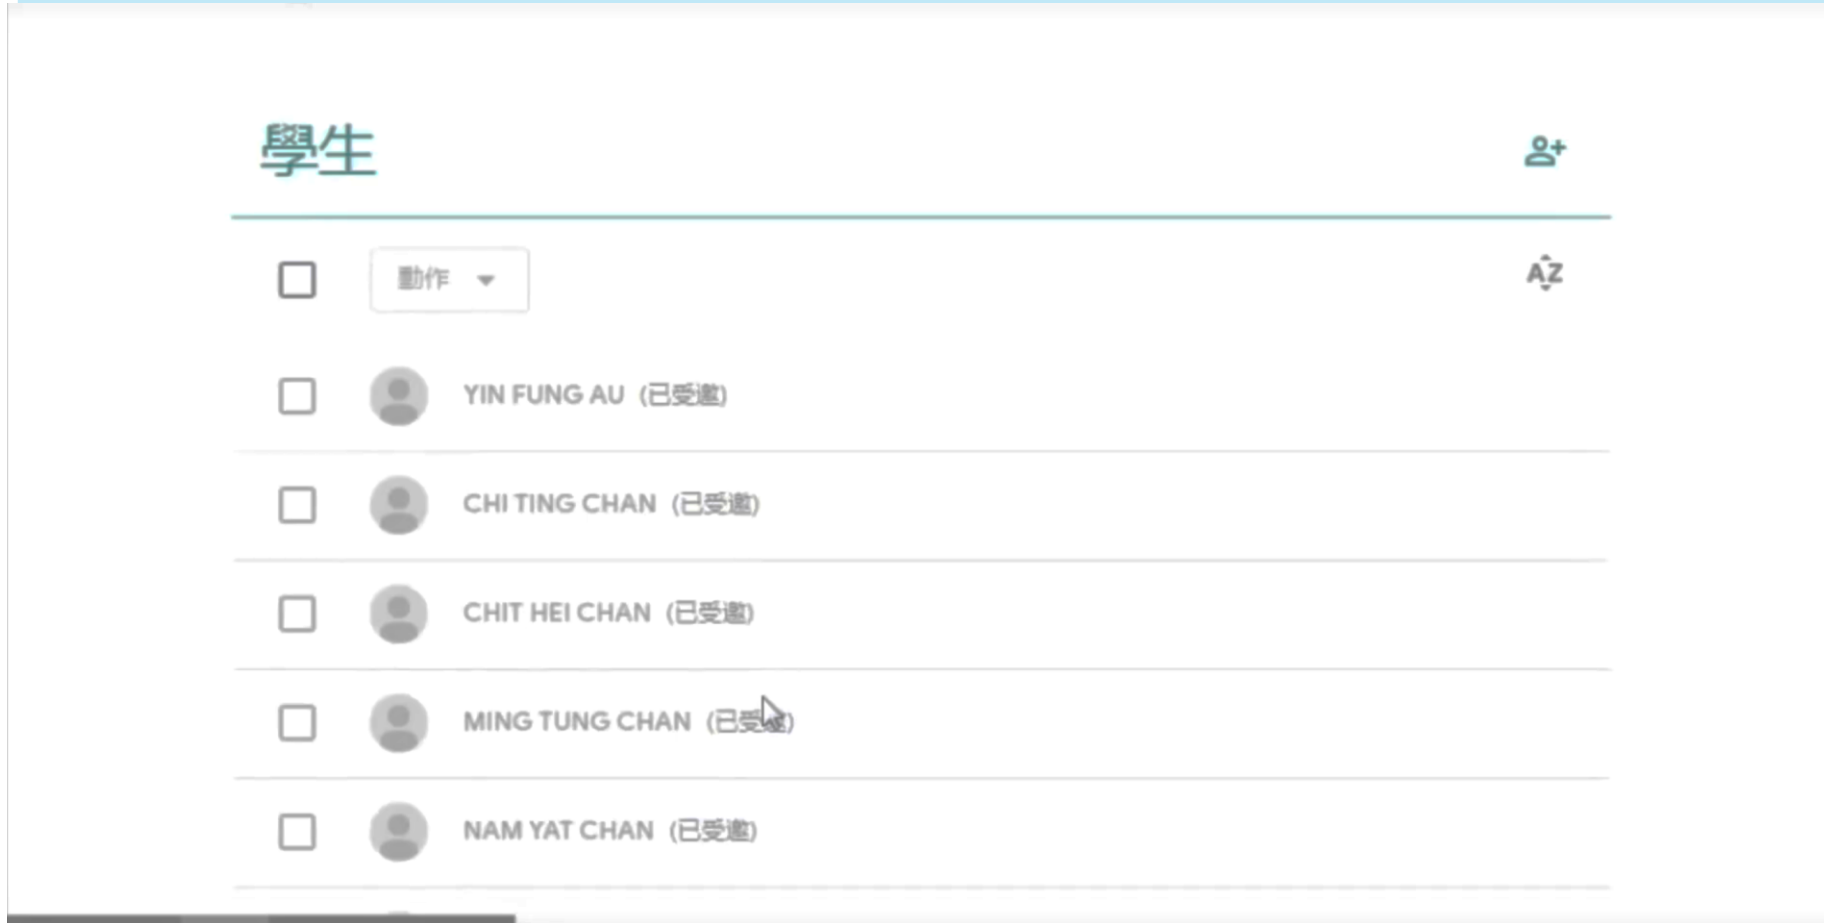 學生
動作
AZ
YIN FUNG AU (已受邀)
CHI TING CHAN (已受邀)
CHIT HEI CHAN (已受邀)
MING TUNG CHAN (已受邀)
NAM YAT CHAN (已受邀)